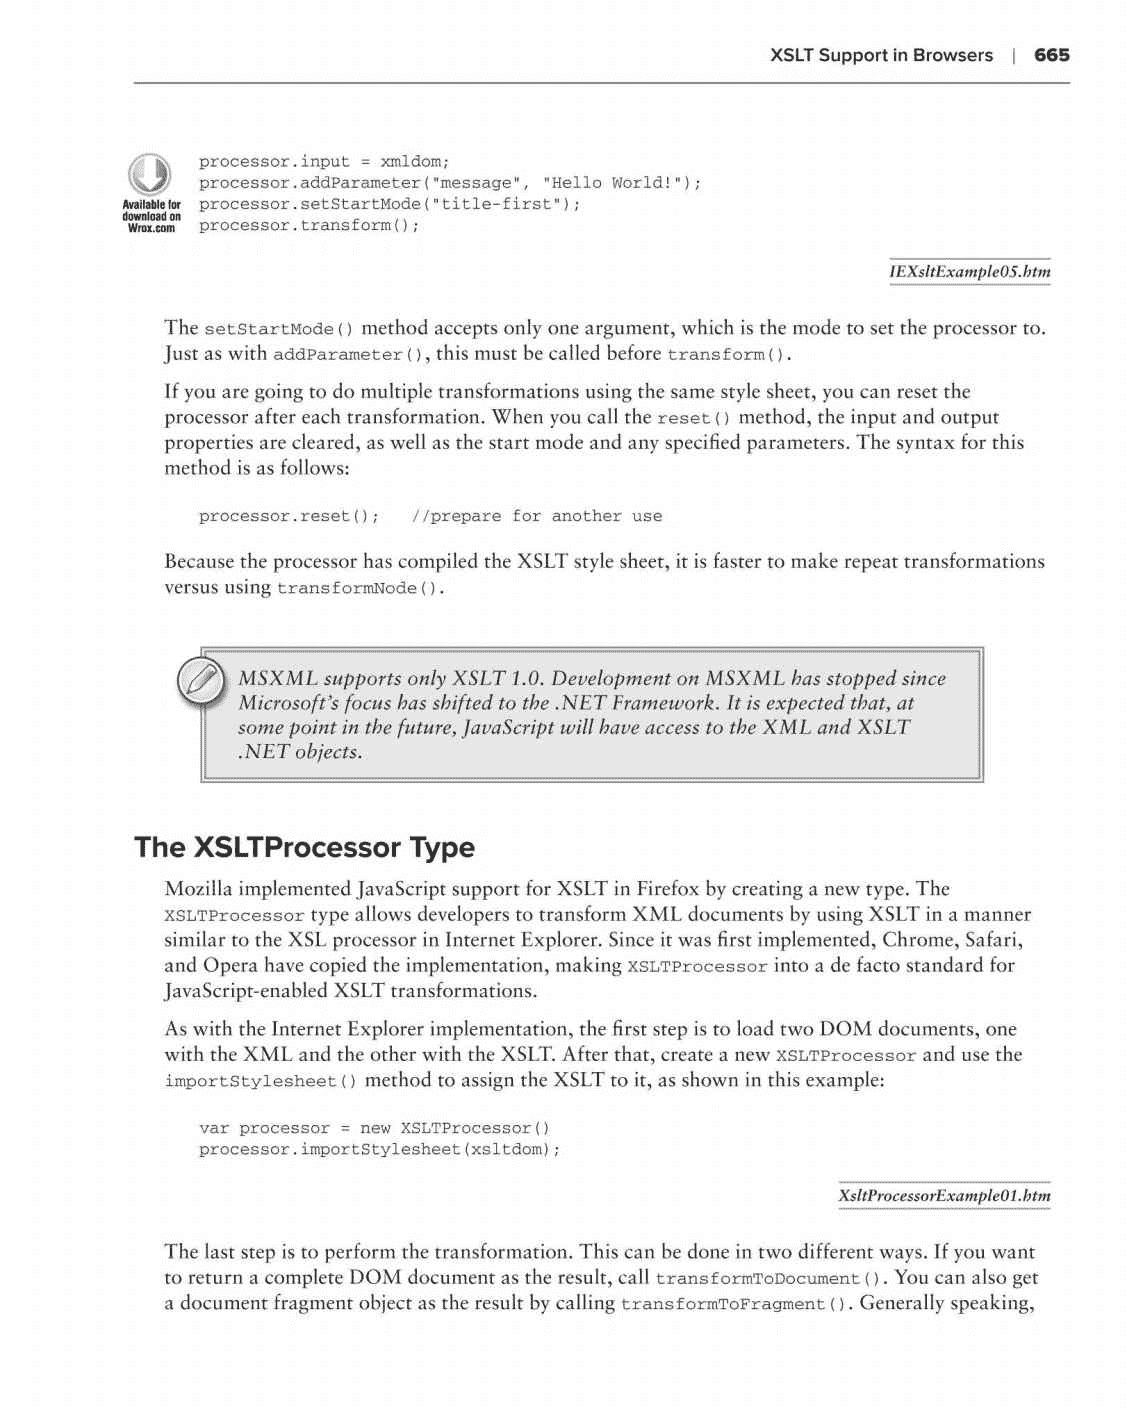 XSLT Support in Browsers | 665
processor.input = xmldom;
processor.addParameter("message", "Hello World!");
processor.setStartMode("title-first");
processor.transform();
Available for
download on
Wrox.com
IEXsltExample05.htm
The setStartMode() method accepts only one argument, which is the mode to set the processor to.
Just as with addParameter(), this must be called before transform().
If you are going to do multiple transformations using the same style sheet, you can reset the
processor after each transformation. When you call the reset() method, the input and output
properties are cleared, as well as the start mode and any specified parameters. The syntax for this
method is as follows:
processor.reset();   //prepare for another use
Because the processor has compiled the XSLT style sheet, it is faster to make repeat transformations
versus using transformNode().
MSXML supports only XSLT 1.0. Development on MSXML has stopped since
Microsoft's focus has shifted to the .NET Framework. It is expected that, at
some point in the future, JavaScript will have access to the XML and XSLT
.NET objects.
The XSLTProcessor Type
Mozilla implemented JavaScript support for XSLT in Firefox by creating a new type. The
XSLTProcessor type allows developers to transform XML documents by using XSLT in a manner
similar to the XSL processor in Internet Explorer. Since it was first implemented, Chrome, Safari,
and Opera have copied the implementation, making XSLTProcessor into a de facto standard for
JavaScript-enabled XSLT transformations.
As with the Internet Explorer implementation, the first step is to load two DOM documents, one
with the XML and the other with the XSLT. After that, create a new XSLTProcessor and use the
importStylesheet() method to assign the XSLT to it, as shown in this example:
var processor = new XSLTProcessor()
processor.importStylesheet(xsltdom);
XsltProcessorExample01.htm
The last step is to perform the transformation. This can be done in two different ways. If you want
to return a complete DOM document as the result, call transformToDocument(). You can also get
a document fragment object as the result by calling transformToFragment(). Generally speaking,